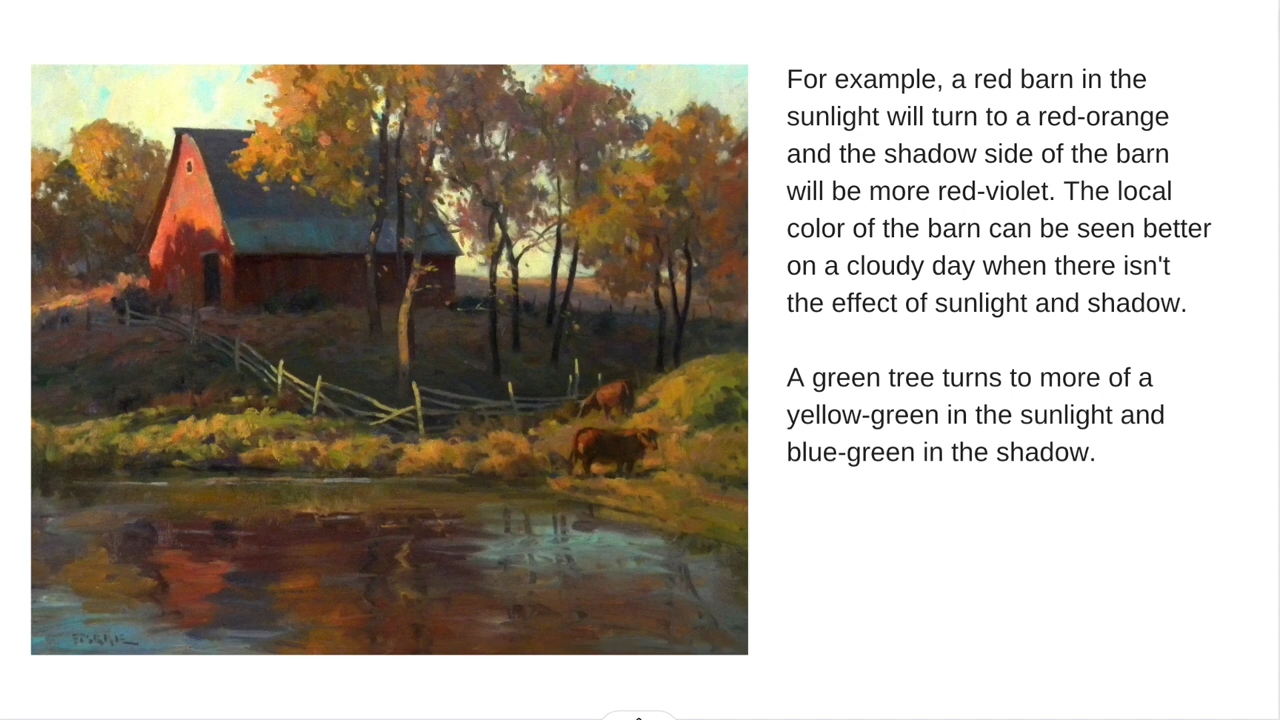 For example, a red barn in the
sunlight will turn to a red-orange
and the shadow side of the barn
will be more red-violet. The local
color of the barn can be seen better
on a cloudy day when there isn't
the effect of sunlight and shadow.
A green tree turns to more of a
yellow-green in the sunlight and
blue-green in the shadow.